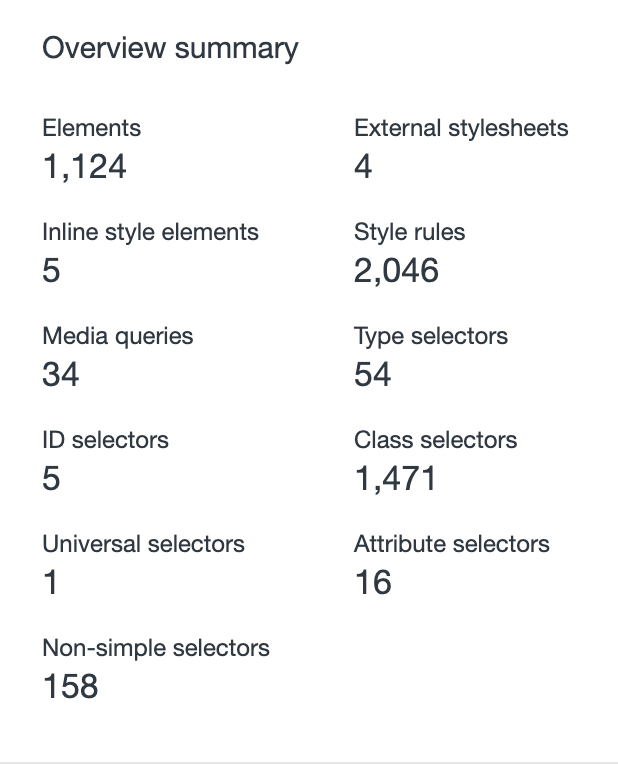 Overview summary
Elements
1,124
External stylesheets
4
Inline style elements
5
Style rules
2,046
Media queries
34
Type selectors
54
ID selectors
5
Class selectors
1,471
Universal selectors
1
Attribute selectors
16
Non-simple selectors
158